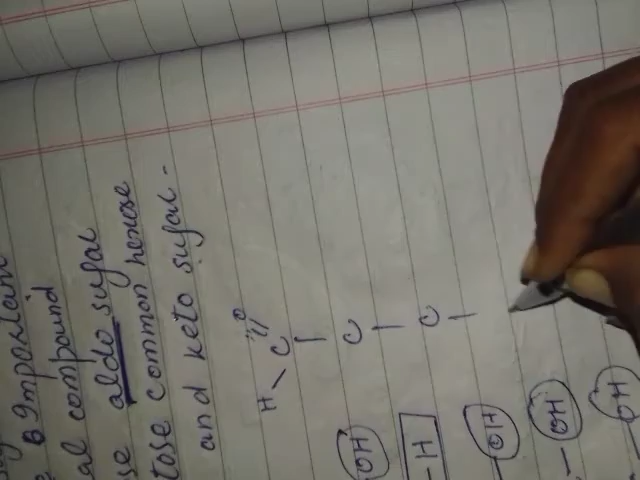 Important
al compound
se aldo sugar
tose common hexose
and keto sugar.
H C O
C
C
OH
- H
- OH
- OH
- OH